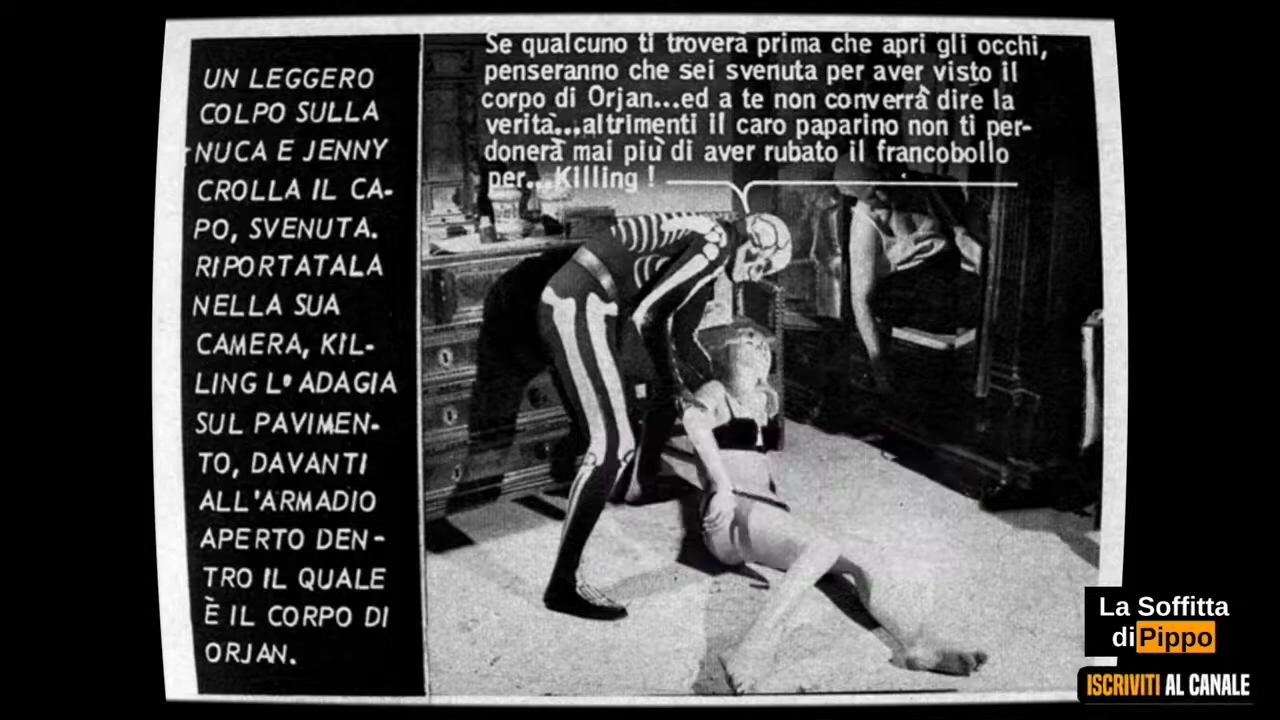 UN LEGGERO
COLPO SULLA
NUCA E JENNY
CROLLA IL CA-
PO, SVENUTA.
RIPORTATALA
NELLA SUA
CAMERA, KIL-
LING L'ADAGIA
SUL PAVIMEN-
TO, DAVANTI
ALL'ARMADIO
APERTO DEN-
TRO IL QUALE
È IL CORPO DI
ORJAN.
Se qualcuno ti troverà prima che apri gli occhi,
penseranno che sei svenuta per aver visto il
corpo di Orjan...ed a te non converrà dire la
verità...altrimenti il caro paparino non ti per-
donerà mai più di aver rubato il francobollo
per...Killing !
La Soffitta
di Pippo
ISCRIVITI AL CANALE